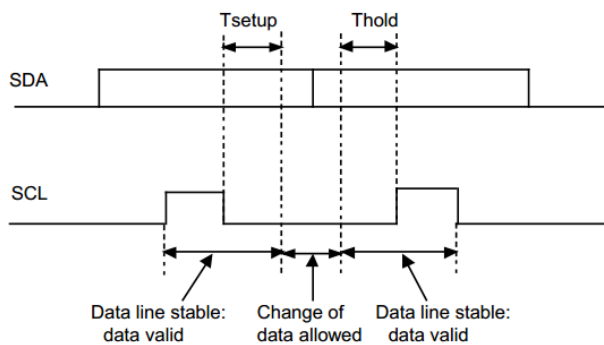 Tsetup Thold
SDA
SCL
Data line stable: Change of Data line stable:
data valid data allowed data valid